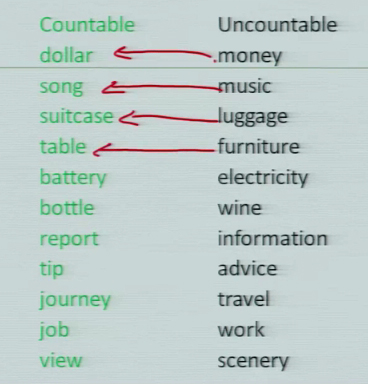 Countable Uncountable
dollar .money
song music
suitcase luggage
table furniture
battery electricity
bottle wine
report information
tip advice
journey travel
job work
view scenery